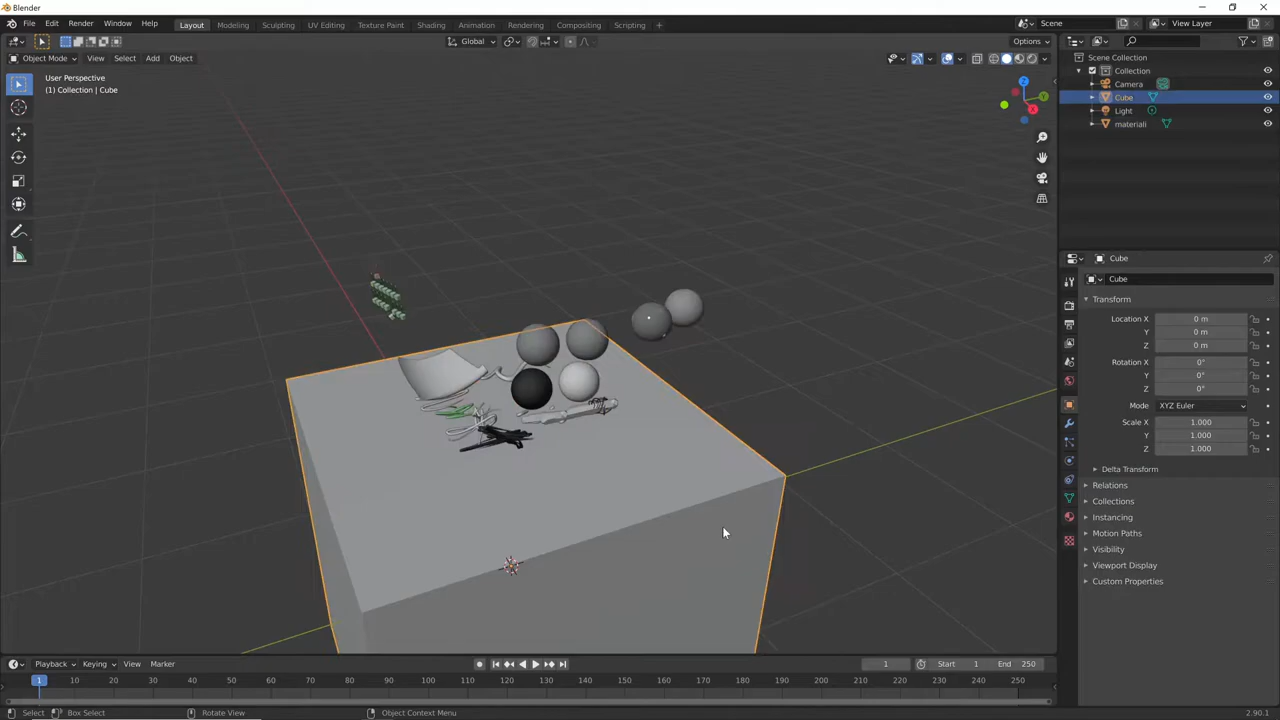 Blender
File Edit Render Window Help Layout Modeling Sculpting UV Editing Texture Paint Shading Animation Rendering Compositing Scripting + Scene View Layer
Global Options
Object Mode View Select Add Object
User Perspective
(1) Collection | Cube
Z
Y
X
Scene Collection
Collection
Camera
Cube
Light
materiali
Cube
Cube
Transform
Location X 0 m
Y 0 m
Z 0 m
Rotation X 0°
Y 0°
Z 0°
Mode XYZ Euler
Scale X 1.000
Y 1.000
Z 1.000
Delta Transform
Relations
Collections
Instancing
Motion Paths
Visibility
Viewport Display
Custom Properties
Playback Keying View Marker 1 Start 1 End 250
1 10 20 30 40 50 60 70 80 90 100 110 120 130 140 150 160 170 180 190 200 210 220 230 240 250
Select Box Select Rotate View Object Context Menu 2.90.1